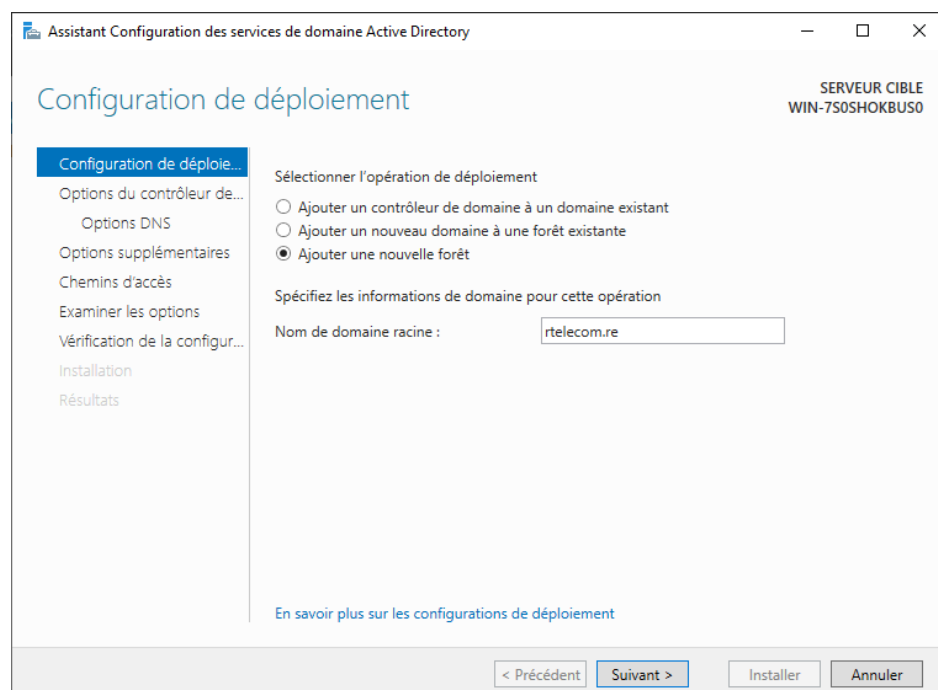 Assistant Configuration des services de domaine Active Directory
Configuration de déploiement
SERVEUR CIBLE
WIN-7S0SHOKBUS0
Configuration de déploie...
Options du contrôleur de...
Options DNS
Options supplémentaires
Chemins d'accès
Examiner les options
Vérification de la configur...
Installation
Résultats
Sélectionner l'opération de déploiement
Ajouter un contrôleur de domaine à un domaine existant
Ajouter un nouveau domaine à une forêt existante
Ajouter une nouvelle forêt
Spécifiez les informations de domaine pour cette opération
Nom de domaine racine : rtelecom.re
En savoir plus sur les configurations de déploiement
< Précédent Suivant > Installer Annuler